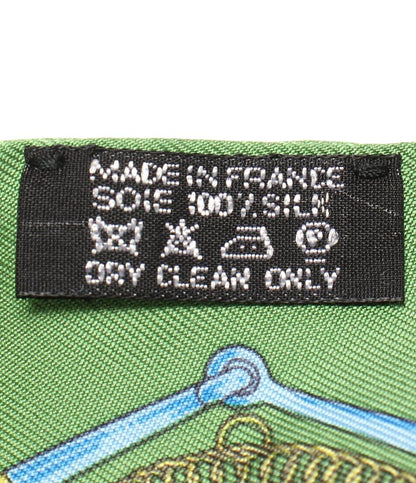 MADE IN FRANCE
SOIE 100% SILK
DRY CLEAN ONLY